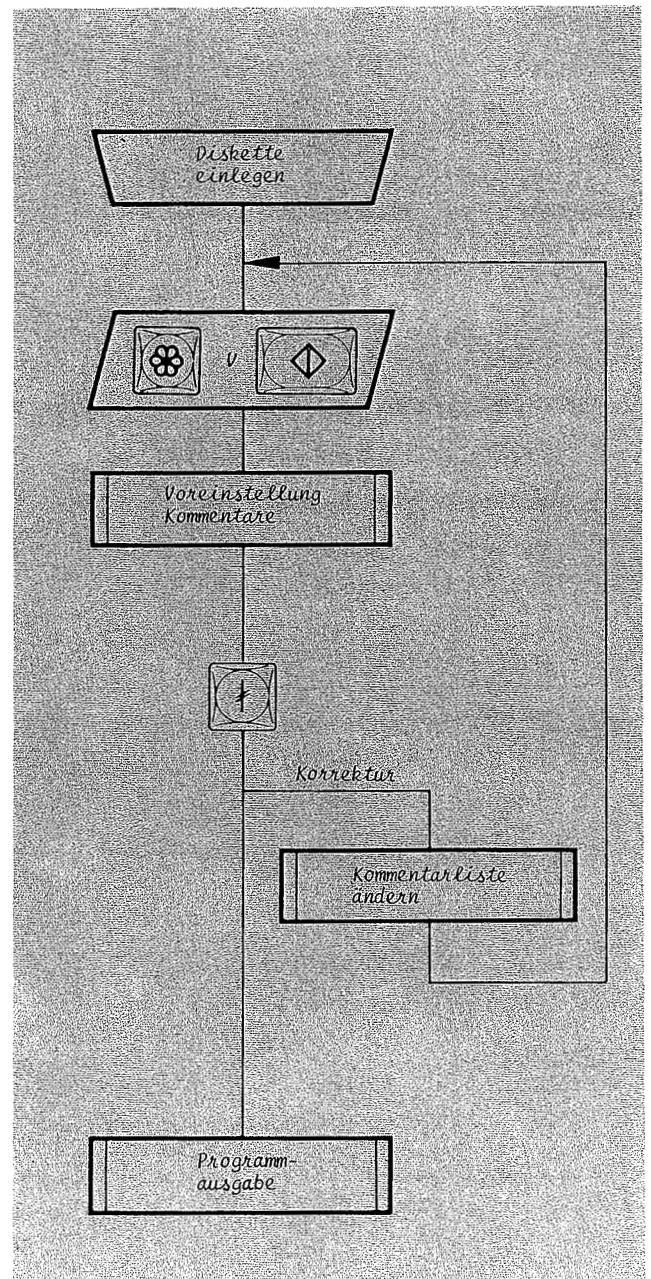 Diskette
einlegen
v
Voreinstellung
Kommentare
Korrektur
Kommentarliste
ändern
Programm-
ausgabe